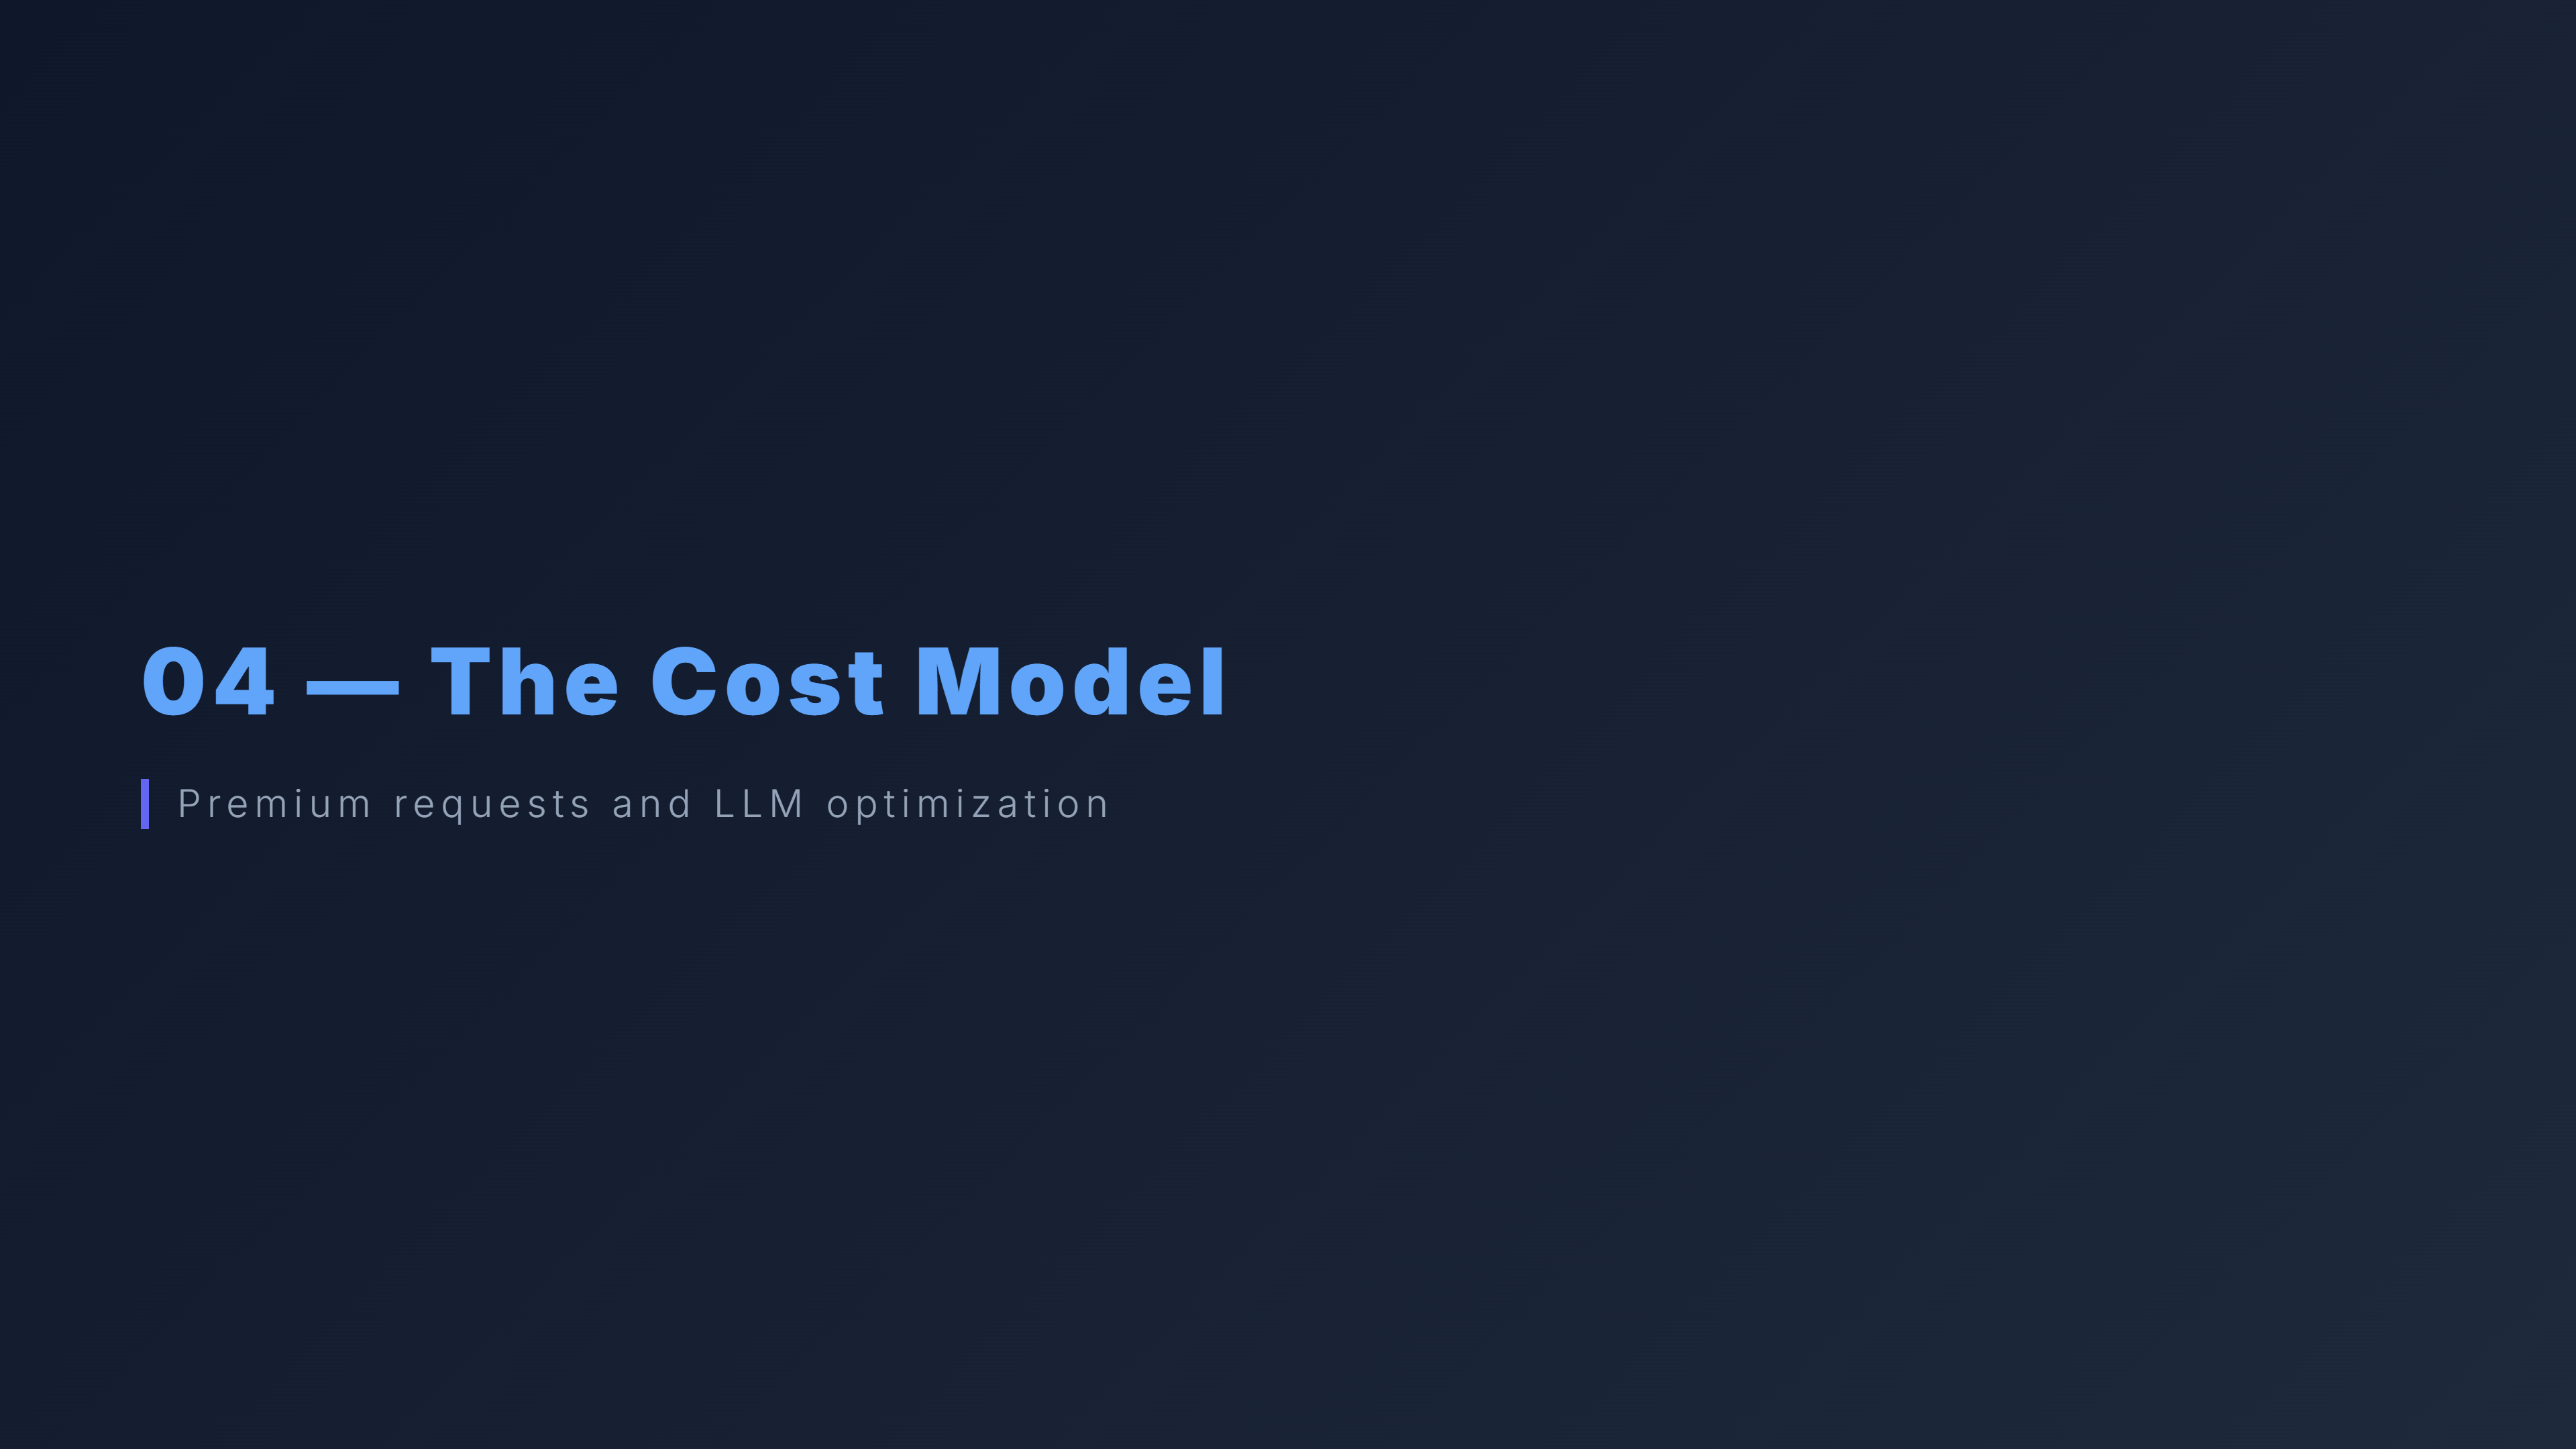 04 — The Cost Model
Premium requests and LLM optimization